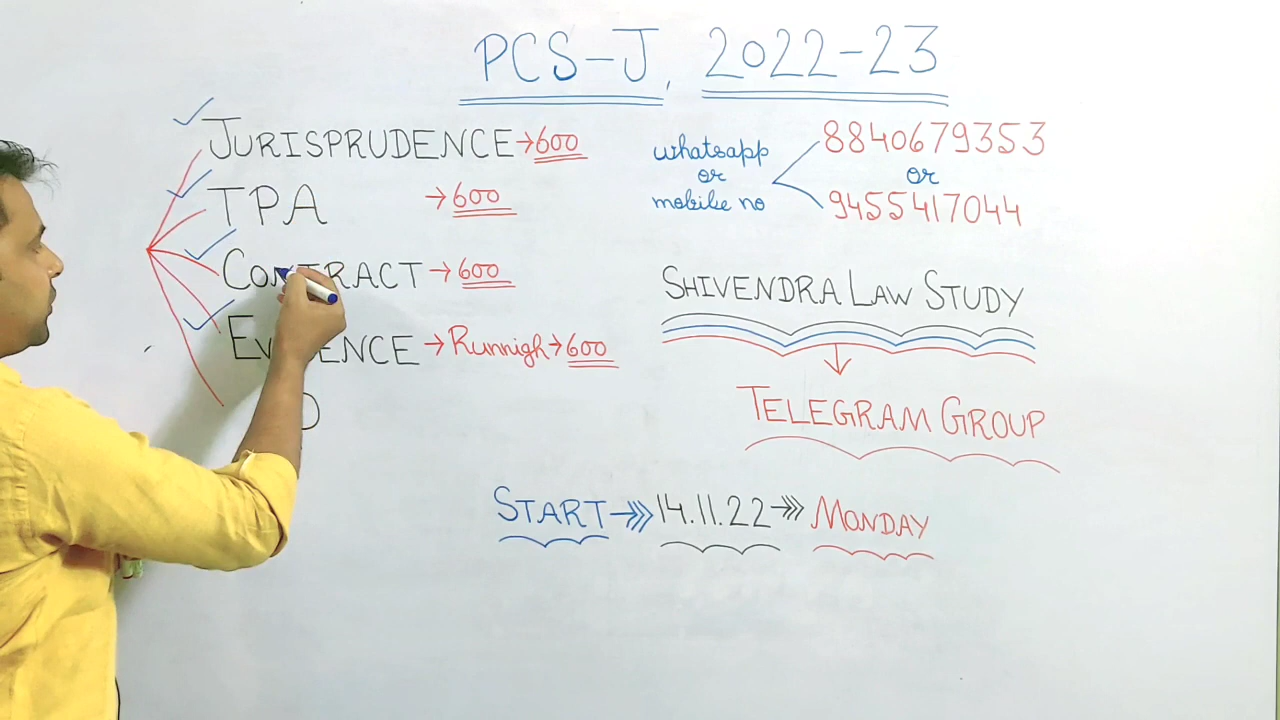 PCS-J, 2022-23
JURISPRUDENCE → 600
TPA → 600
CONTRACT → 600
→ Runnigh → 600
whatsapp
or
mobile no
8840679353
or
9455417044
SHIVENDRA LAW STUDY
TELEGRAM GROUP
START →>>> 14.11.22 →>>> MONDAY